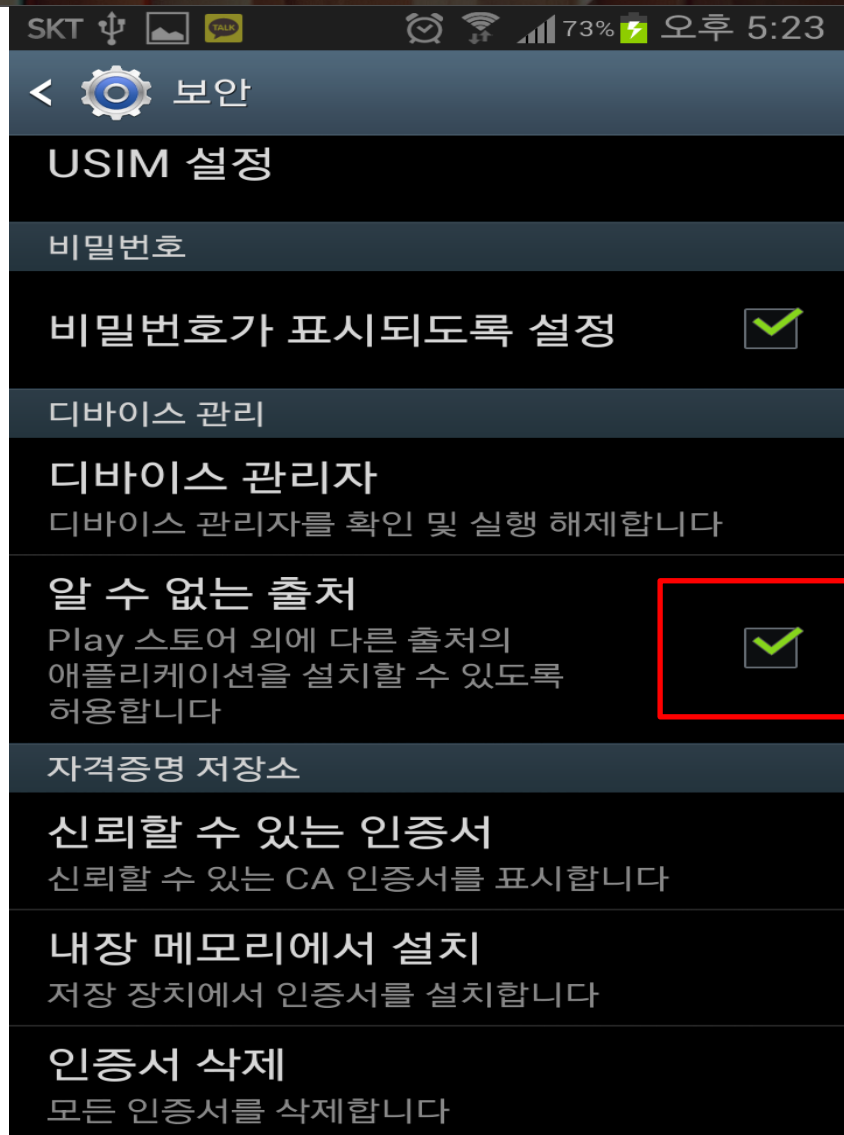 SKT TALK 73% 오후 5:23
< 보안
USIM 설정
비밀번호
비밀번호가 표시되도록 설정
디바이스 관리
디바이스 관리자
디바이스 관리자를 확인 및 실행 해제합니다
알 수 없는 출처
Play 스토어 외에 다른 출처의
애플리케이션을 설치할 수 있도록
허용합니다
자격증명 저장소
신뢰할 수 있는 인증서
신뢰할 수 있는 CA 인증서를 표시합니다
내장 메모리에서 설치
저장 장치에서 인증서를 설치합니다
인증서 삭제
모든 인증서를 삭제합니다